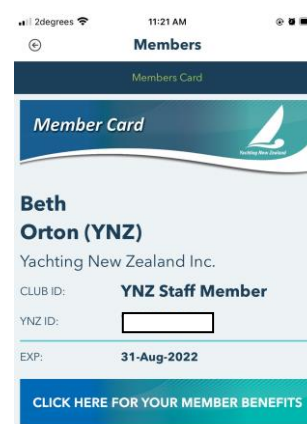 2degrees 11:21 AM
Members
Members Card
Member Card
Yachting New Zealand
Beth
Orton (YNZ)
Yachting New Zealand Inc.
CLUB ID: YNZ Staff Member
YNZ ID:
EXP: 31-Aug-2022
CLICK HERE FOR YOUR MEMBER BENEFITS